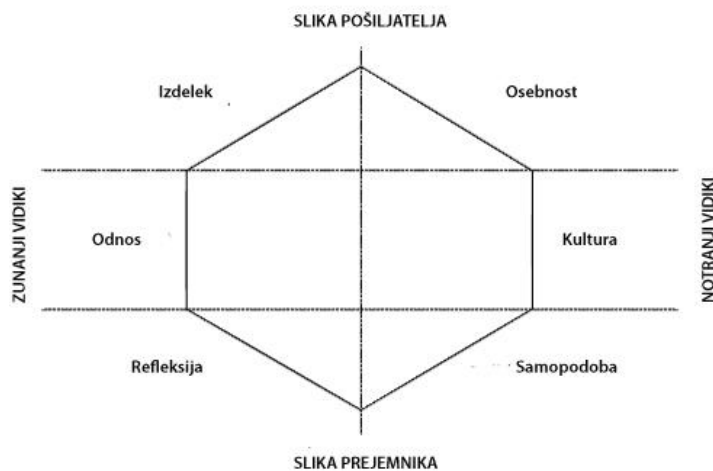 SLIKA POŠILJATELJA
Izdelek
Osebnost
ZUNANJI VIDIKI
Odnos
Kultura
NOTRANJI VIDIKI
Refleksija
Samopodoba
SLIKA PREJEMNIKA